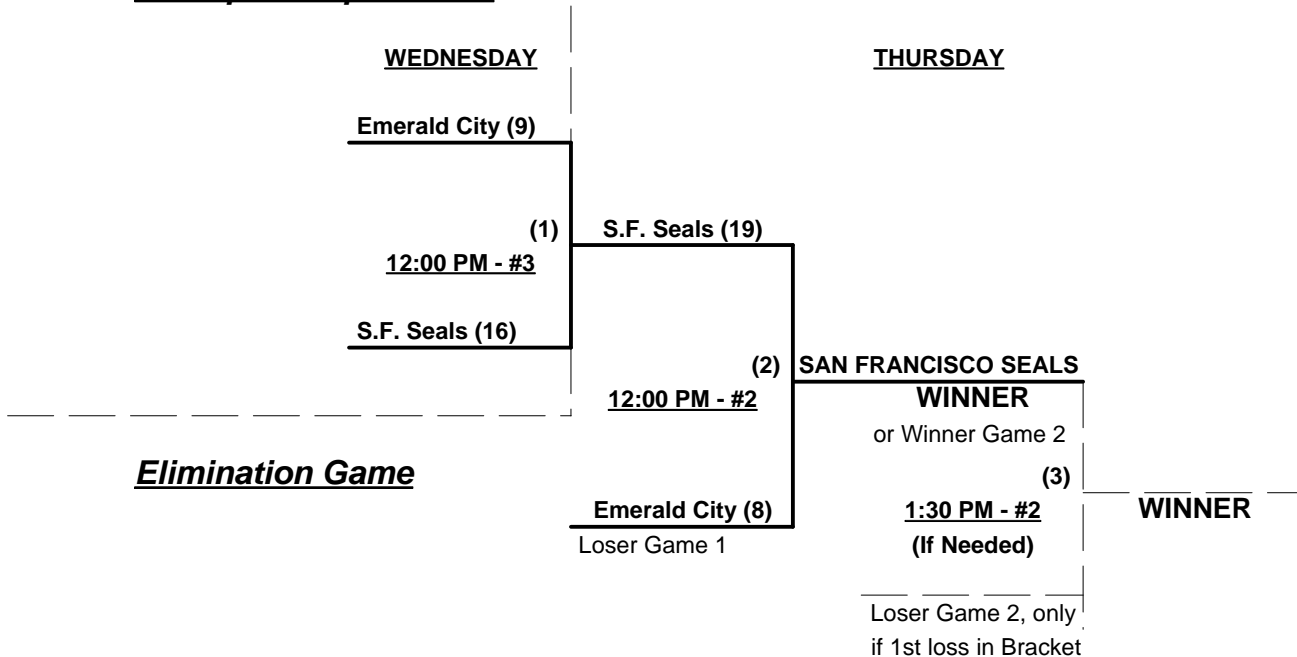 WEDNESDAY THURSDAY
Emerald City (9)
(1) S.F. Seals (19)
12:00 PM - #3
S.F. Seals (16)
(2) SAN FRANCISCO SEALS
12:00 PM - #2 WINNER
or Winner Game 2
Elimination Game
(3)
Emerald City (8) 1:30 PM - #2 WINNER
Loser Game 1 (If Needed)
Loser Game 2, only
if 1st loss in Bracket